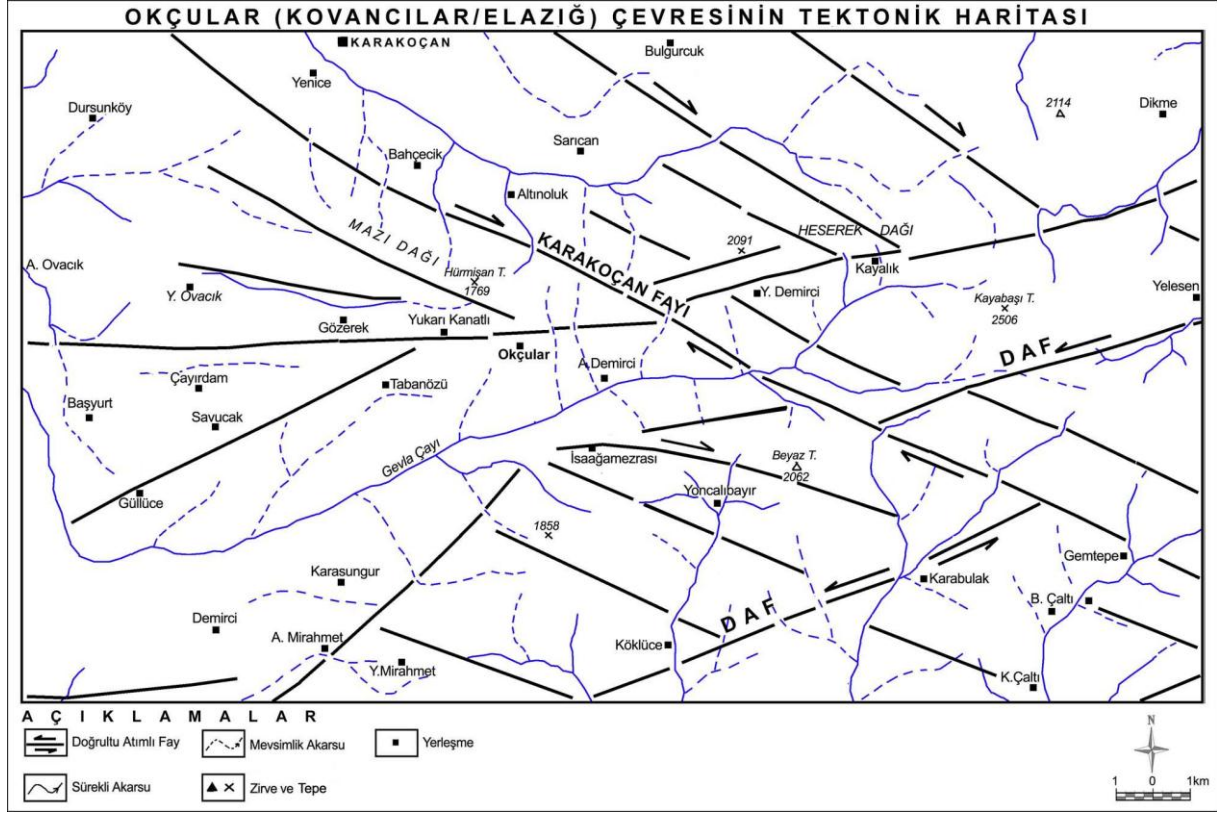 OKÇULAR (KOVANCILAR/ELAZIĞ) ÇEVRESİNİN TEKTONİK HARİTASI
KARAKOÇAN
Bulgurcuk
Yenice
Dursunköy
2114
Dikme
Sarıcan
Bahçecik
Altınoluk
MAZI DAĞI
KARAKOÇAN FAYI
2091
HESEREK DAĞI
A. Ovacık
Hürmişan T.
1769
Kayalık
Y. Ovacık
Y. Demirci
Kayabaşı T.
2506
Yelesen
Gözerek
Yukarı Kanatlı
Okçular
DAF
A.Demirci
Çayırdam
Tabanözü
Başyurt
Savucak
Gevla Çayı
İsaağamezrası
Beyaz T.
2062
Güllüce
Yoncalıbayır
1858
Gemtepe
Karasungur
Karabulak
B. Çaltı
DAF
Demirci
A. Mirahmet
Köklüce
Y.Mirahmet
K.Çaltı
AÇIKLAMALAR
Doğrultu Atımlı Fay
Mevsimlik Akarsu
Yerleşme
Sürekli Akarsu
Zirve ve Tepe
N
1 0 1km